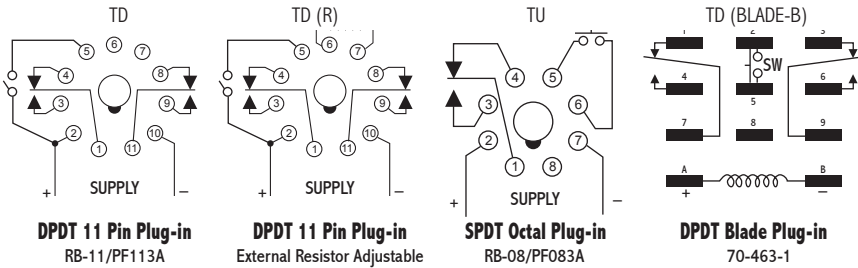 TD
5
6
7
4
8
3
9
2
10
1
11
+
SUPPLY
–
DPDT 11 Pin Plug-in
RB-11/PF113A
TD (R)
5
6
7
4
8
3
9
2
10
1
11
+
SUPPLY
–
DPDT 11 Pin Plug-in
External Resistor Adjustable
TU
4
5
3
6
2
7
1
8
+
SUPPLY
–
SPDT Octal Plug-in
RB-08/PF083A
TD (BLADE-B)
1
2
3
SW
4
5
6
7
8
9
A
B
+
–
DPDT Blade Plug-in
70-463-1